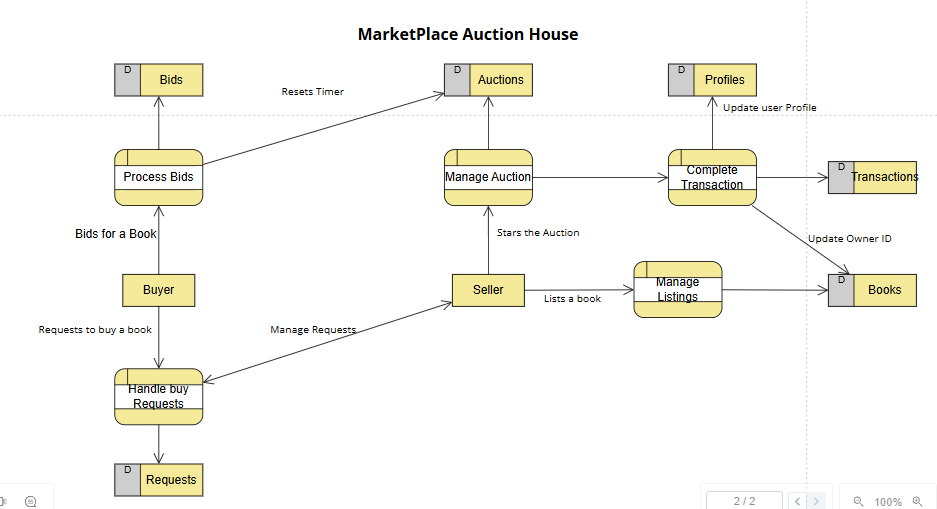 MarketPlace Auction House
D
Bids
Resets Timer
D
Auctions
D
Profiles
Update user Profile
Process Bids
Manage Auction
Complete
Transaction
D
Transactions
Bids for a Book
Stars the Auction
Update Owner ID
Buyer
Seller
Lists a book
Manage
Listings
D
Books
Requests to buy a book
Manage Requests
Handle buy
Requests
D
Requests
2 / 2
100%